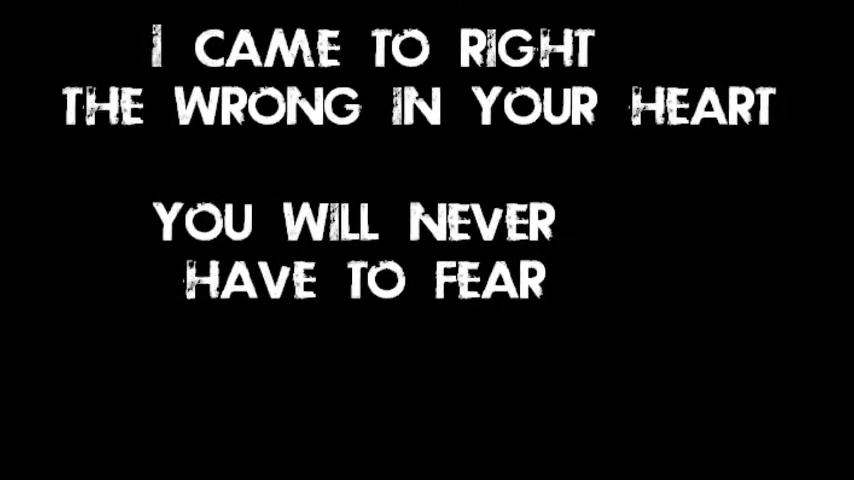 I CAME TO RIGHT
THE WRONG IN YOUR HEART
YOU WILL NEVER
HAVE TO FEAR